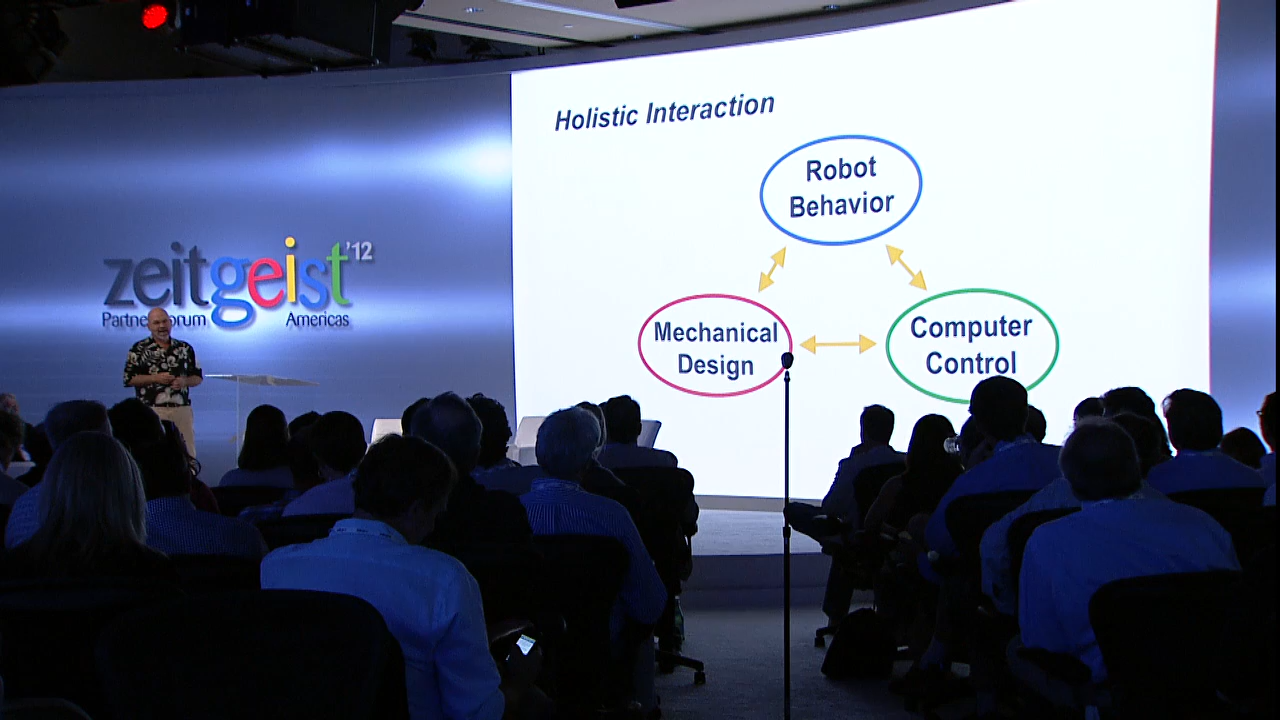 Holistic Interaction
Robot
Behavior
Mechanical
Design
Computer
Control
zeitgeist '12
Partner Forum Americas